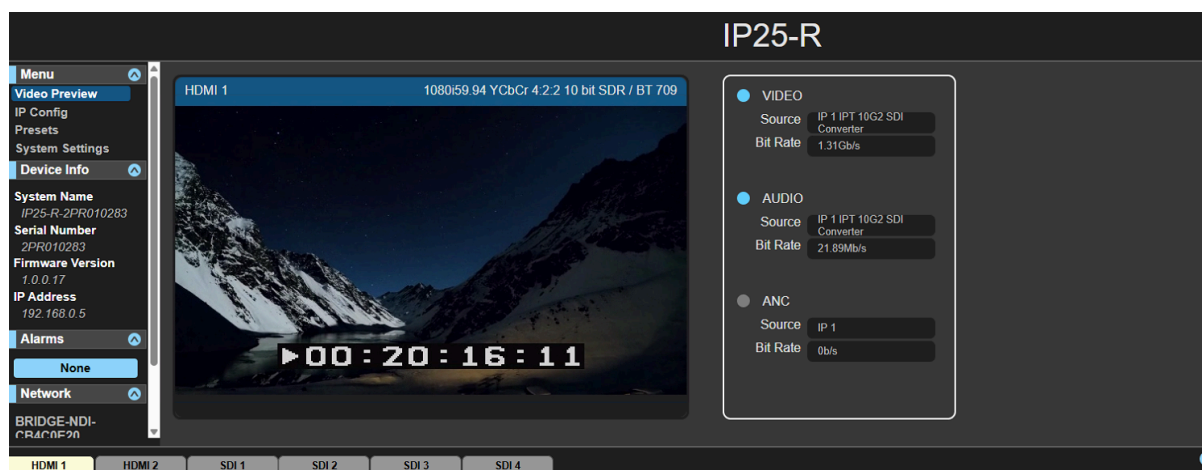 IP25-R
Menu
Video Preview
IP Config
Presets
System Settings
Device Info
System Name
IP25-R-2PR010283
Serial Number
2PR010283
Firmware Version
1.0.0.17
IP Address
192.168.0.5
Alarms
None
Network
BRIDGE-NDI-
CB4C0E20
HDMI 1
1080i59.94 YCbCr 4:2:2 10 bit SDR / BT 709
▶00:20:16:11
VIDEO
Source IP 1 IPT 10G2 SDI
Converter
Bit Rate 1.31Gb/s
AUDIO
Source IP 1 IPT 10G2 SDI
Converter
Bit Rate 21.89Mb/s
ANC
Source IP 1
Bit Rate 0b/s
HDMI 1 HDMI 2 SDI 1 SDI 2 SDI 3 SDI 4